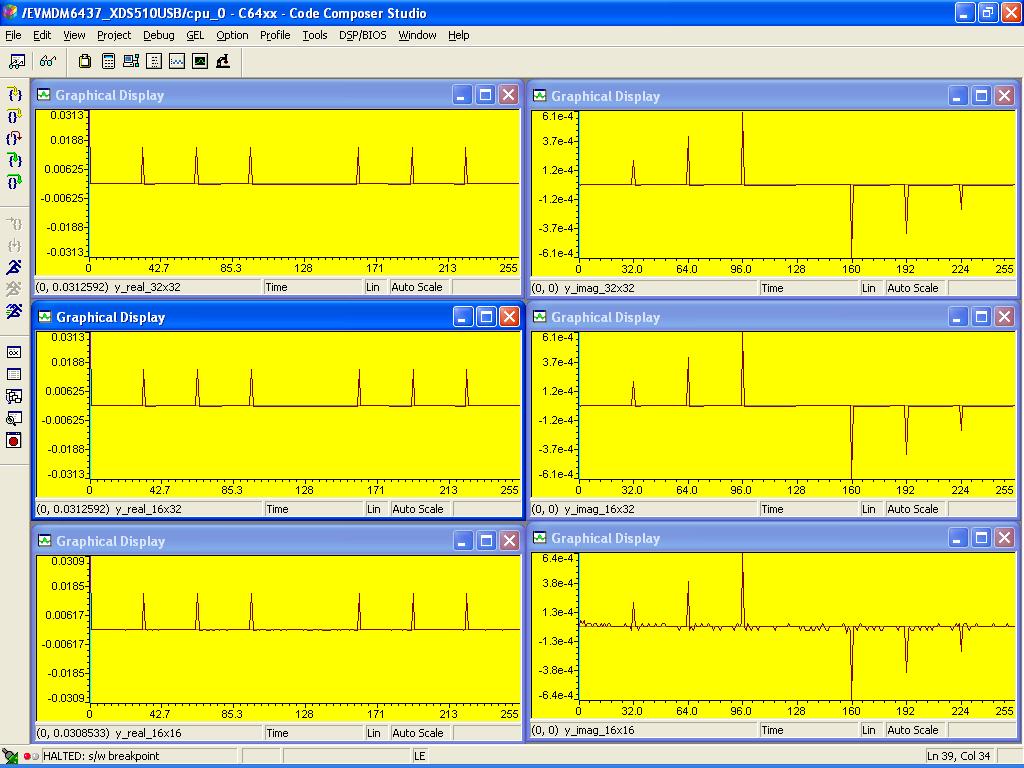 /EVMDM6437_XDS510USB/cpu_0 - C64xx - Code Composer Studio
File Edit View Project Debug GEL Option Profile Tools DSP/BIOS Window Help
Graphical Display
0.0313
0.0188
0.00625
-0.00625
-0.0188
-0.0313
0 42.7 85.3 128 171 213 255
(0, 0.0312592) y_real_32x32 Time Lin Auto Scale
Graphical Display
6.1e-4
3.7e-4
1.2e-4
-1.2e-4
-3.7e-4
-6.1e-4
0 32.0 64.0 96.0 128 160 192 224 255
(0, 0) y_imag_32x32 Time Lin Auto Scale
Graphical Display
0.0313
0.0188
0.00625
-0.00625
-0.0188
-0.0313
0 42.7 85.3 128 171 213 255
(0, 0.0312592) y_real_16x32 Time Lin Auto Scale
Graphical Display
6.1e-4
3.7e-4
1.2e-4
-1.2e-4
-3.7e-4
-6.1e-4
0 32.0 64.0 96.0 128 160 192 224 255
(0, 0) y_imag_16x32 Time Lin Auto Scale
Graphical Display
0.0309
0.0185
0.00617
-0.00617
-0.0185
-0.0309
0 42.7 85.3 128 171 213 255
(0, 0.0308533) y_real_16x16 Time Lin Auto Scale
Graphical Display
6.4e-4
3.8e-4
1.3e-4
-1.3e-4
-3.8e-4
-6.4e-4
0 32.0 64.0 96.0 128 160 192 224 255
(0, 0) y_imag_16x16 Time Lin Auto Scale
HALTED: s/w breakpoint LE Ln 39, Col 34